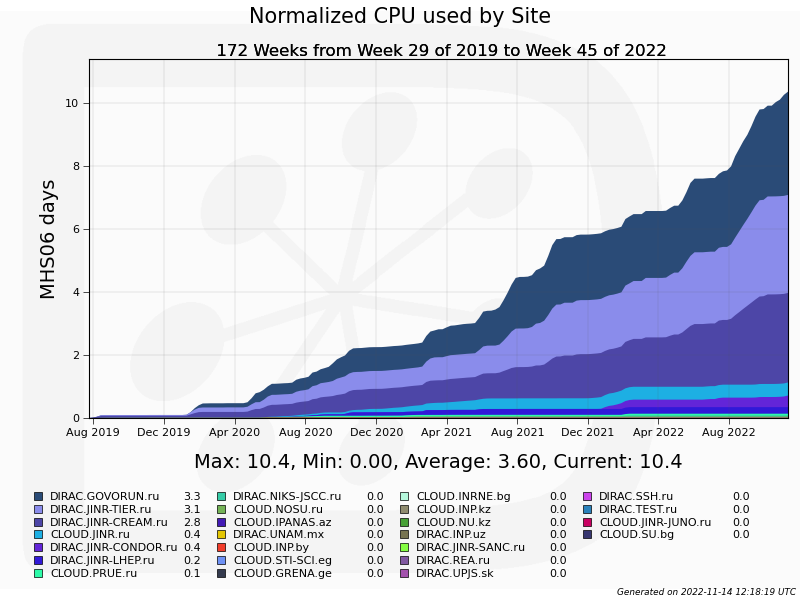 Normalized CPU used by Site
172 Weeks from Week 29 of 2019 to Week 45 of 2022
MHS06 days
10
8
6
4
2
0
Aug 2019 Dec 2019 Apr 2020 Aug 2020 Dec 2020 Apr 2021 Aug 2021 Dec 2021 Apr 2022 Aug 2022
Max: 10.4, Min: 0.00, Average: 3.60, Current: 10.4
DIRAC.GOVORUN.ru 3.3
DIRAC.JINR-TIER.ru 3.1
DIRAC.JINR-CREAM.ru 2.8
CLOUD.JINR.ru 0.4
DIRAC.JINR-CONDOR.ru 0.4
DIRAC.JINR-LHEP.ru 0.2
CLOUD.PRUE.ru 0.1
DIRAC.NIKS-JSCC.ru 0.0
CLOUD.NOSU.ru 0.0
CLOUD.IPANAS.az 0.0
DIRAC.UNAM.mx 0.0
CLOUD.INP.by 0.0
CLOUD.STI-SCI.eg 0.0
CLOUD.GRENA.ge 0.0
CLOUD.INRNE.bg 0.0
CLOUD.INP.kz 0.0
CLOUD.NU.kz 0.0
DIRAC.INP.uz 0.0
DIRAC.JINR-SANC.ru 0.0
DIRAC.REA.ru 0.0
DIRAC.UPJS.sk 0.0
DIRAC.SSH.ru 0.0
DIRAC.TEST.ru 0.0
CLOUD.JINR-JUNO.ru 0.0
CLOUD.SU.bg 0.0
Generated on 2022-11-14 12:18:19 UTC